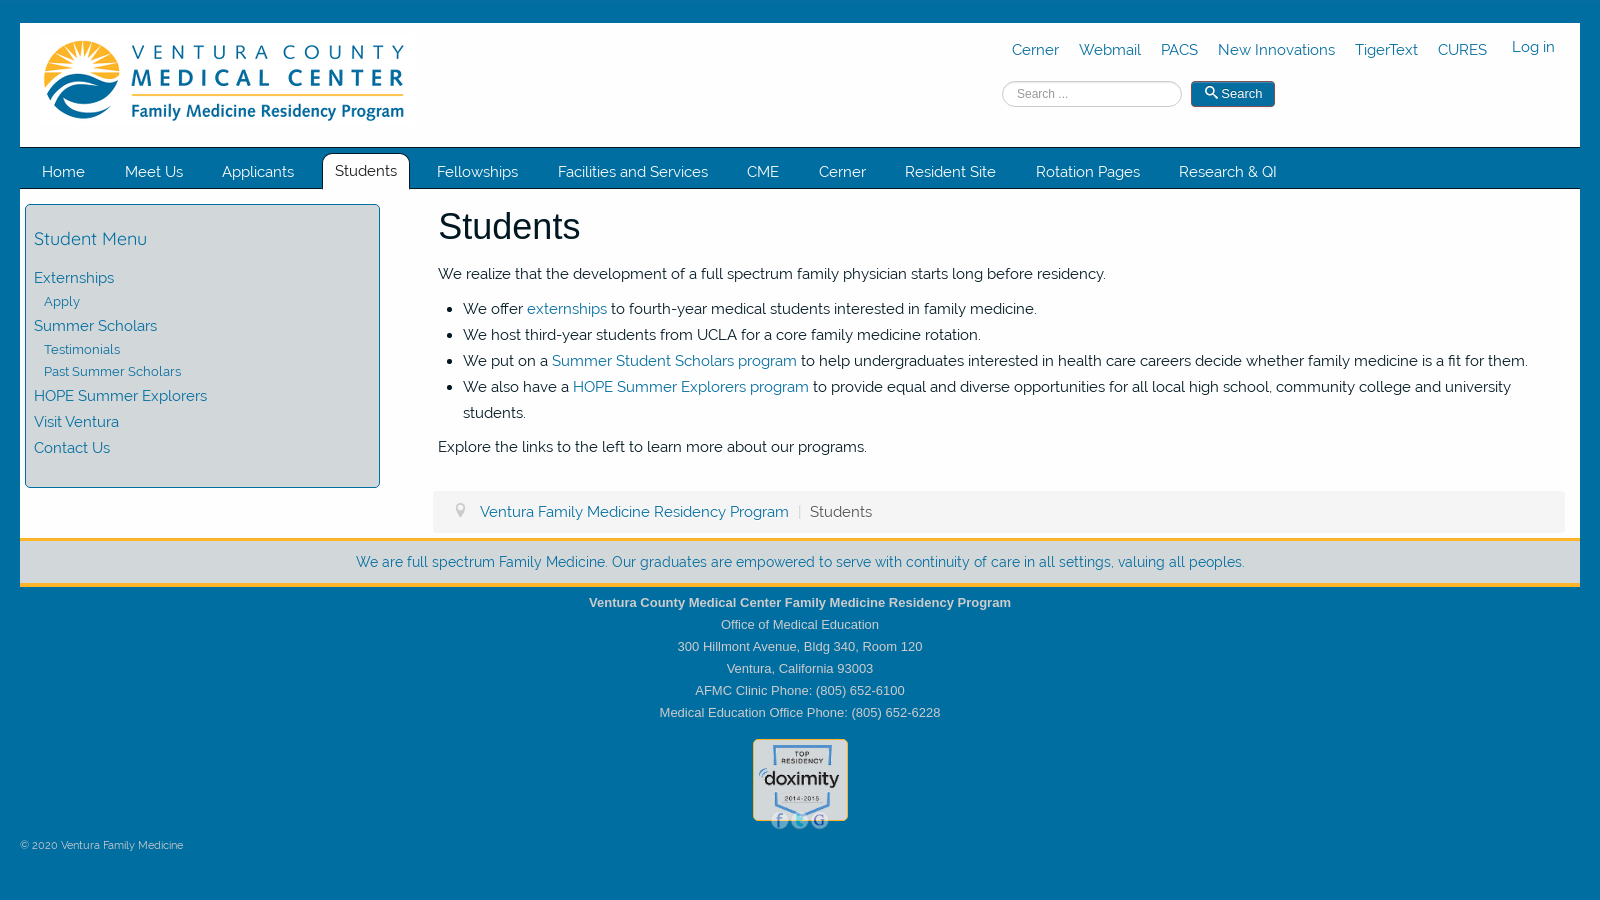 VENTURA COUNTY
MEDICAL CENTER
Family Medicine Residency Program
Cerner Webmail PACS New Innovations TigerText CURES Log in
Search ... Search
Home Meet Us Applicants Students Fellowships Facilities and Services CME Cerner Resident Site Rotation Pages Research & QI
Student Menu
Externships
Apply
Summer Scholars
Testimonials
Past Summer Scholars
HOPE Summer Explorers
Visit Ventura
Contact Us
Students
We realize that the development of a full spectrum family physician starts long before residency.
We offer externships to fourth-year medical students interested in family medicine.
We host third-year students from UCLA for a core family medicine rotation.
We put on a Summer Student Scholars program to help undergraduates interested in health care careers decide whether family medicine is a fit for them.
We also have a HOPE Summer Explorers program to provide equal and diverse opportunities for all local high school, community college and university
students.
Explore the links to the left to learn more about our programs.
Ventura Family Medicine Residency Program | Students
We are full spectrum Family Medicine. Our graduates are empowered to serve with continuity of care in all settings, valuing all peoples.
Ventura County Medical Center Family Medicine Residency Program
Office of Medical Education
300 Hillmont Avenue, Bldg 340, Room 120
Ventura, California 93003
AFMC Clinic Phone: (805) 652-6100
Medical Education Office Phone: (805) 652-6228
TOP
RESIDENCY
doximity
2014-2015
f t G
© 2020 Ventura Family Medicine